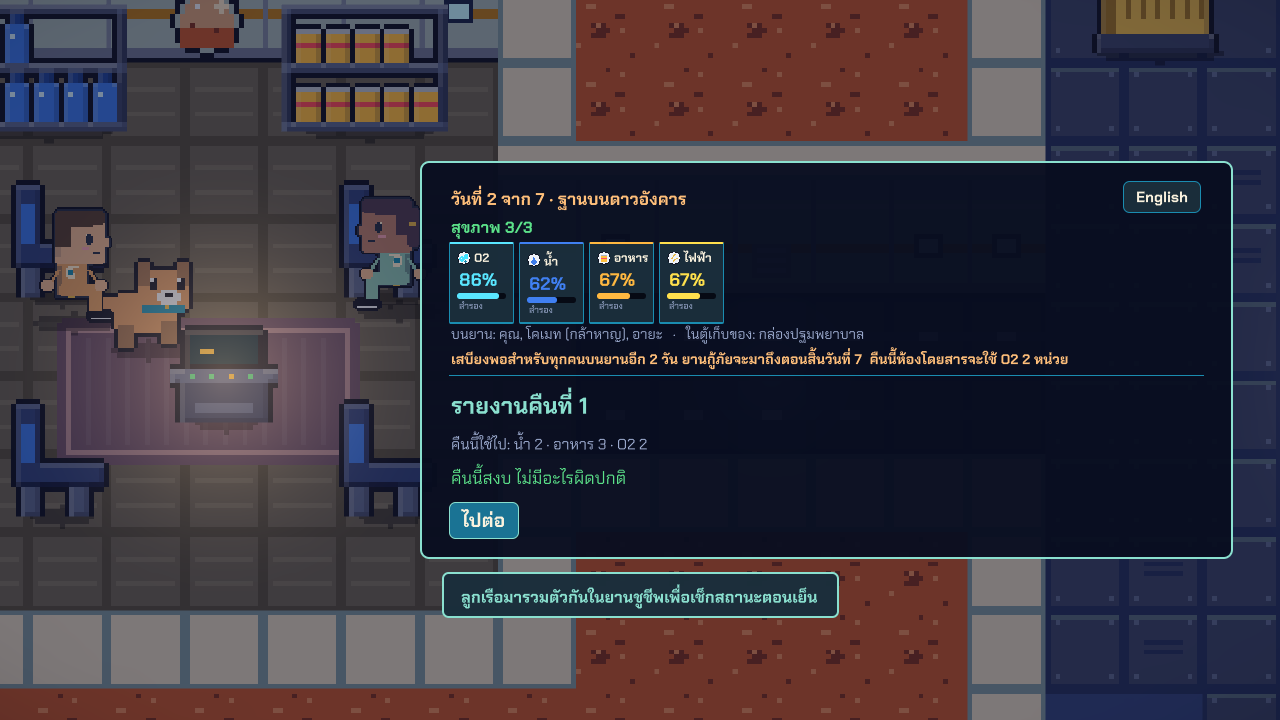 วันที่ 2 จาก 7 · ฐานบนดาวอังคาร
English
สุขภาพ 3/3
O2 น้ำ อาหาร ไฟฟ้า
86% 62% 67% 67%
สำรอง สำรอง สำรอง สำรอง
บนยาน: คุณ, โคเมท (กล้าหาญ), อายะ · ในตู้เก็บของ: กล่องปฐมพยาบาล
เสบียงพอสำหรับทุกคนบนยานอีก 2 วัน ยานกู้ภัยจะมาถึงตอนสิ้นวันที่ 7 คืนนี้ห้องโดยสารจะใช้ O2 2 หน่วย
รายงานคืนที่ 1
คืนนี้ใช้ไป: น้ำ 2 · อาหาร 3 · O2 2
คืนนี้สงบ ไม่มีอะไรผิดปกติ
ไปต่อ
ลูกเรือมารวมตัวกันในยานชูชีพเพื่อเช็กสถานะตอนเย็น